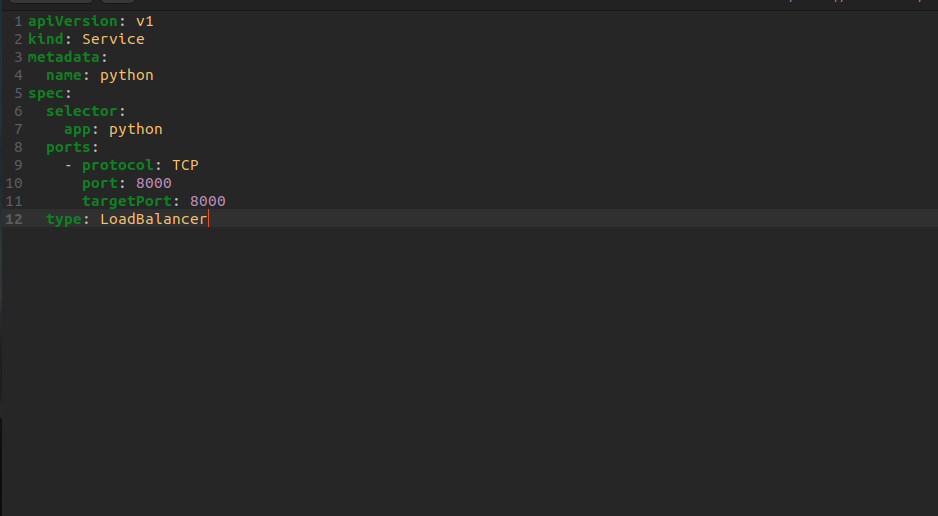 1 apiVersion: v1
2 kind: Service
3 metadata:
4   name: python
5 spec:
6   selector:
7     app: python
8   ports:
9     - protocol: TCP
10       port: 8000
11       targetPort: 8000
12   type: LoadBalancer